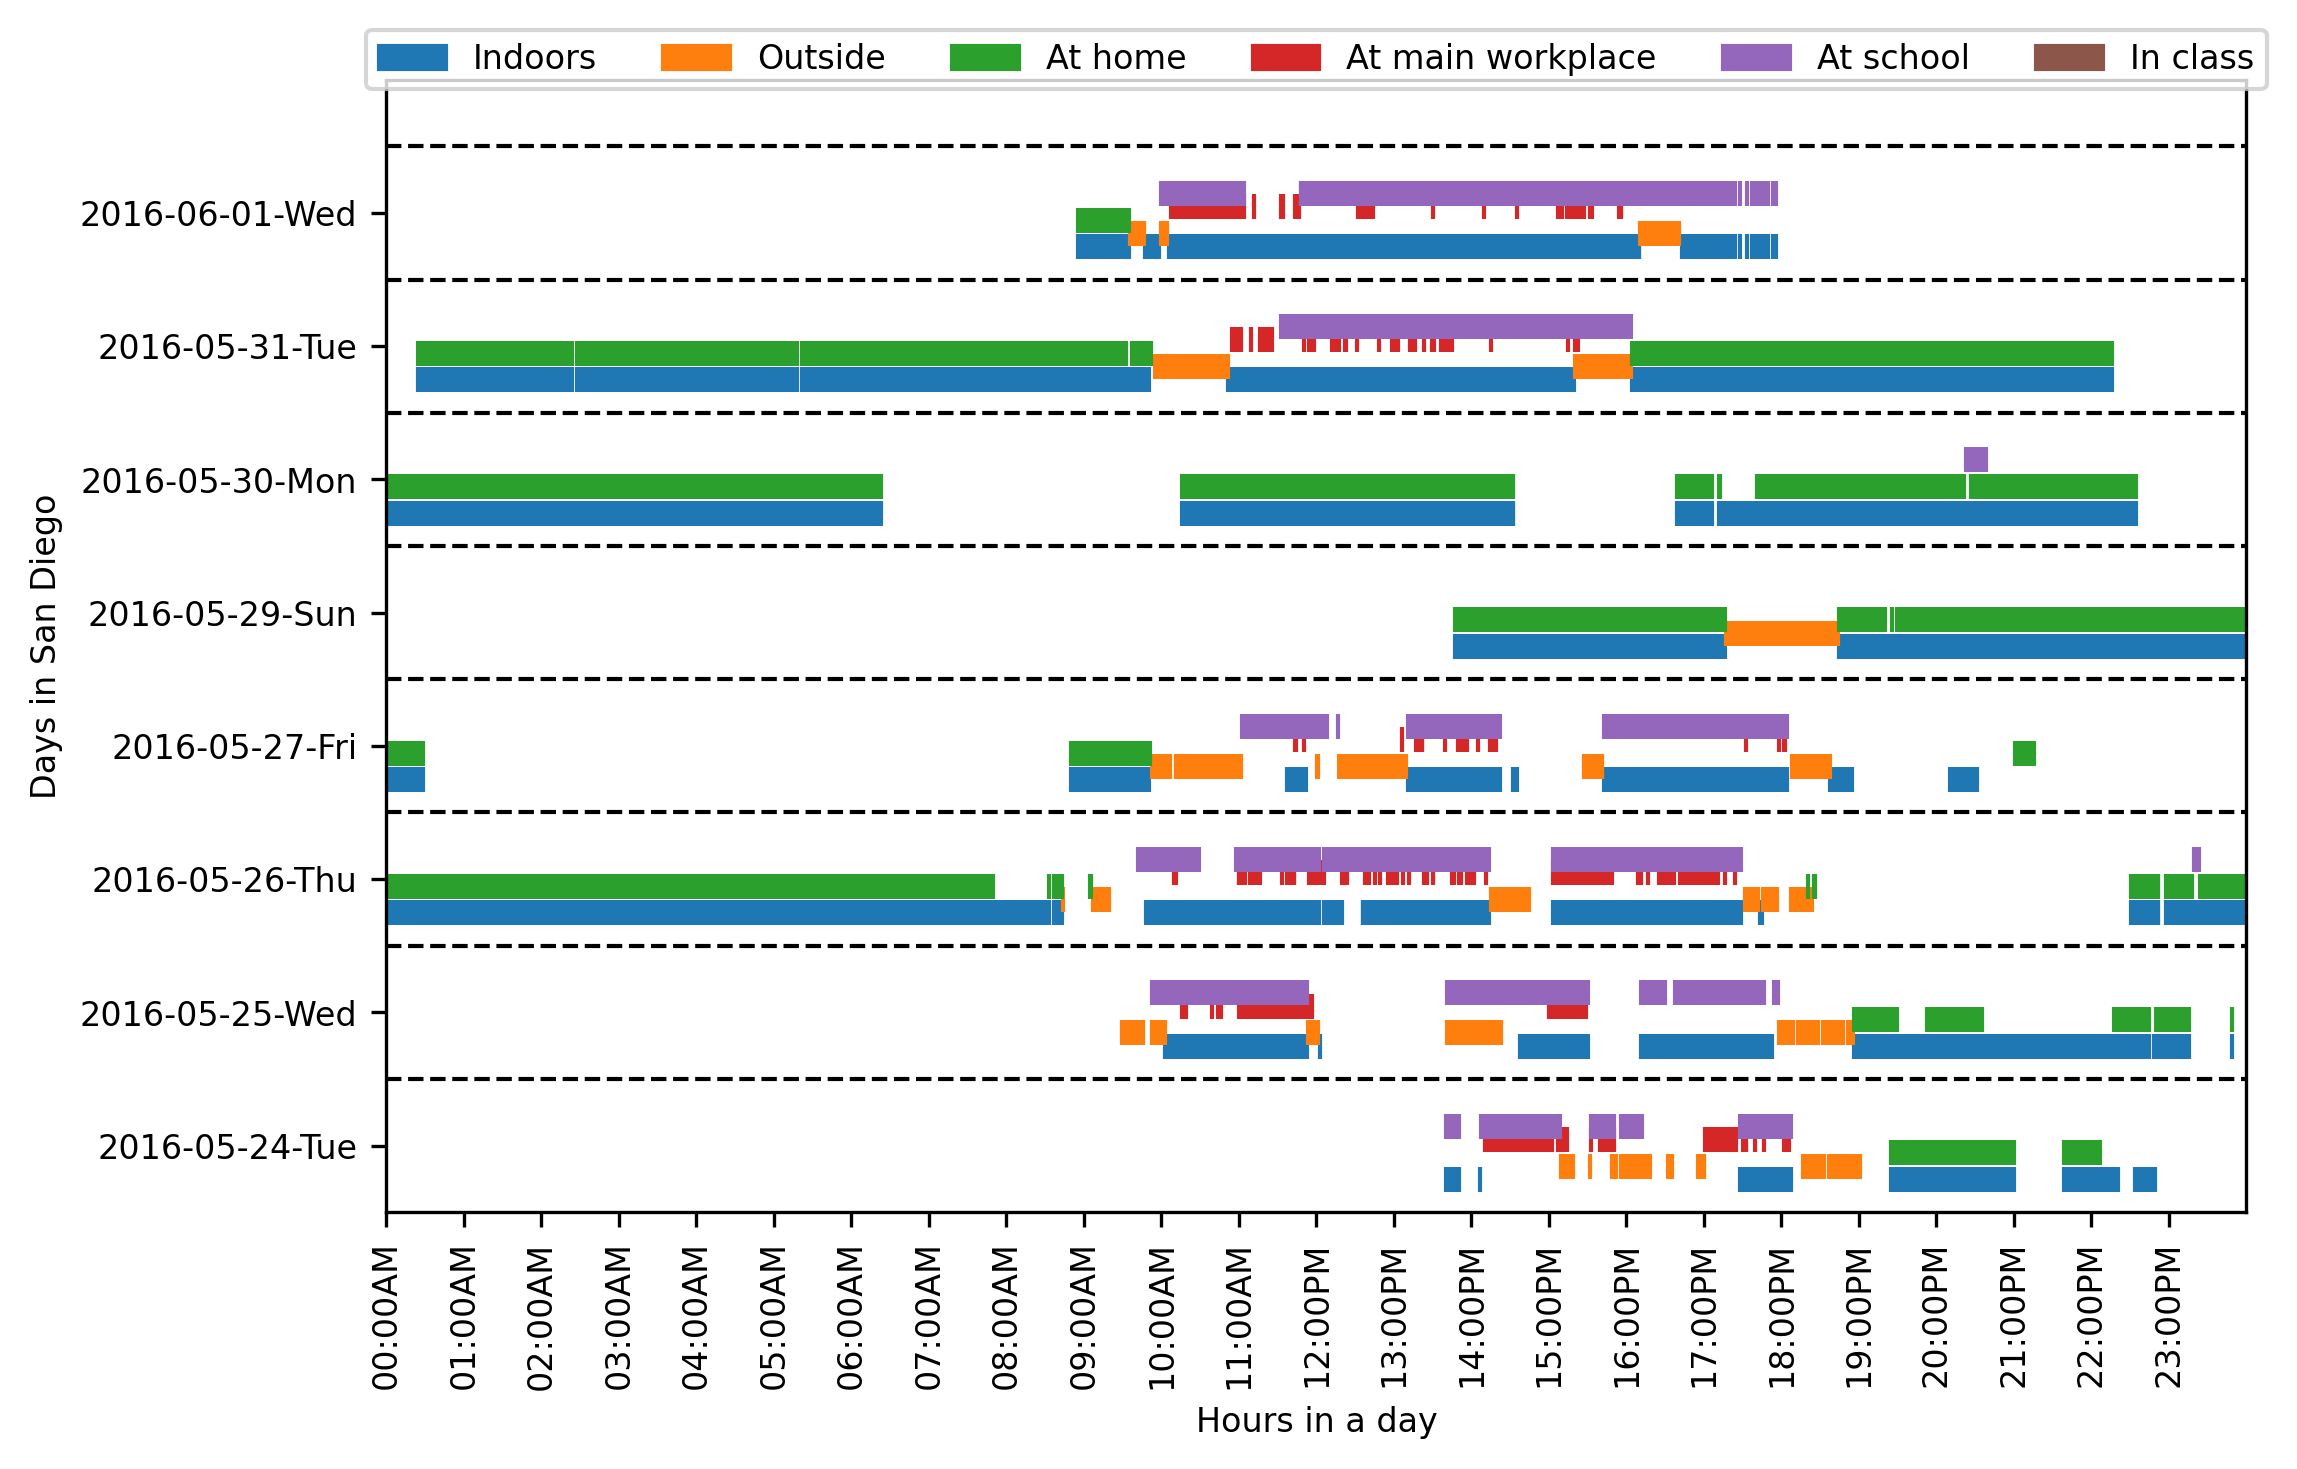 Indoors Outside At home At main workplace At school In class
2016-06-01-Wed
2016-05-31-Tue
2016-05-30-Mon
2016-05-29-Sun
2016-05-27-Fri
2016-05-26-Thu
2016-05-25-Wed
2016-05-24-Tue
Days in San Diego
00:00AM 01:00AM 02:00AM 03:00AM 04:00AM 05:00AM 06:00AM 07:00AM 08:00AM 09:00AM 10:00AM 11:00AM 12:00PM 13:00PM 14:00PM 15:00PM 16:00PM 17:00PM 18:00PM 19:00PM 20:00PM 21:00PM 22:00PM 23:00PM
Hours in a day